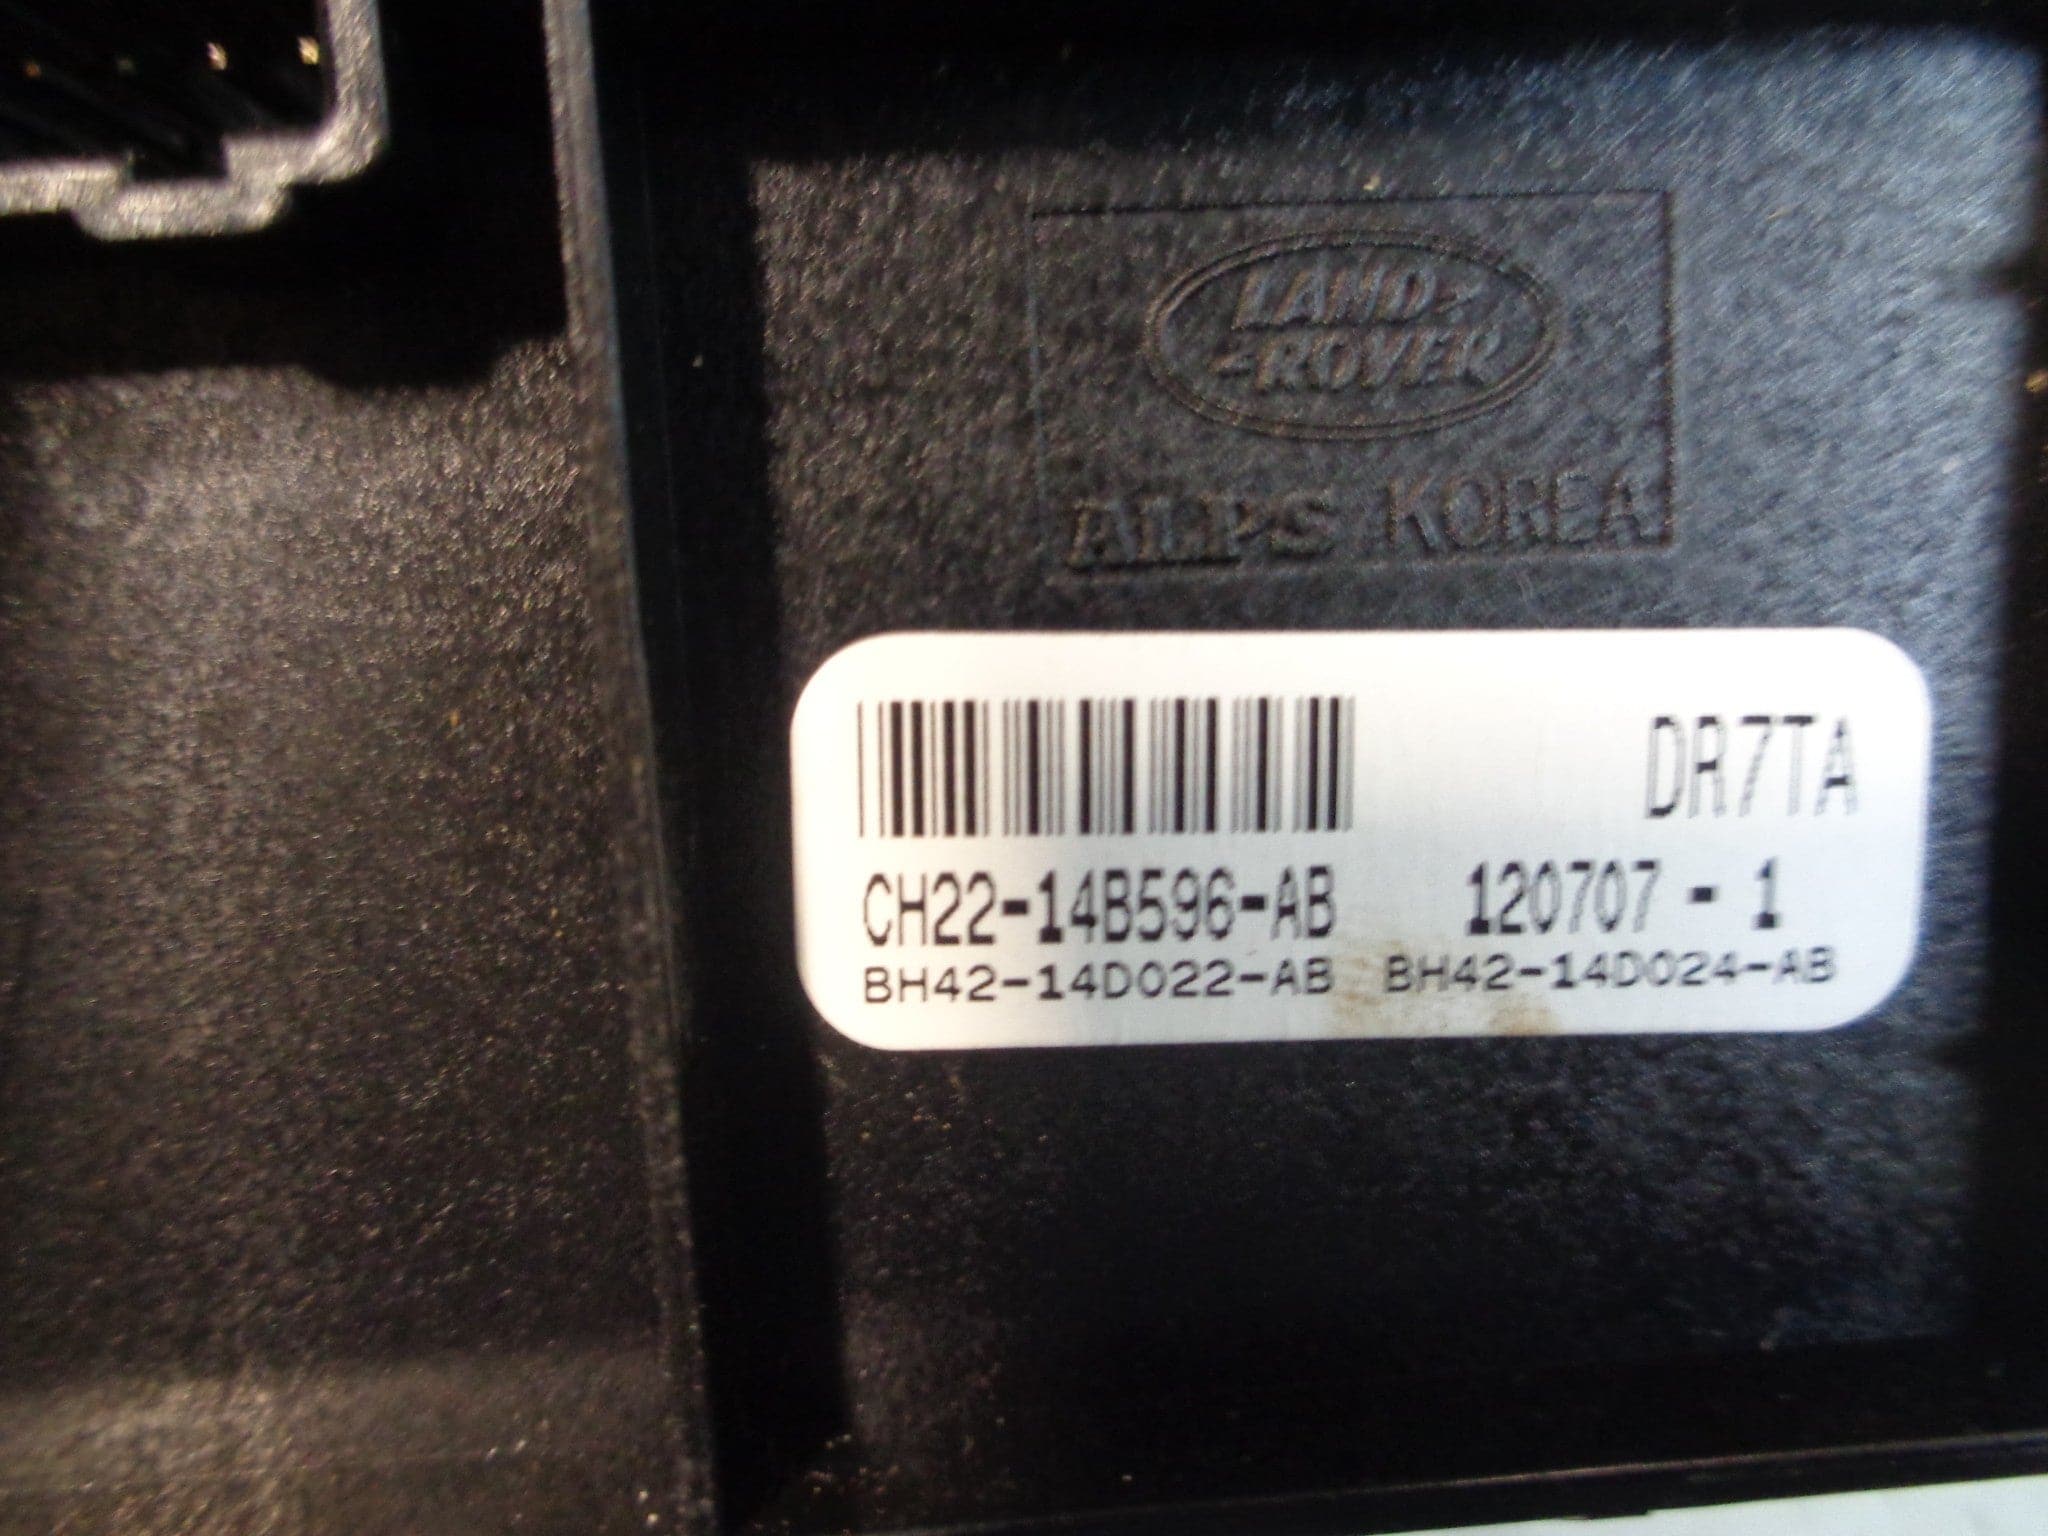 LAND
ROVER
ALPS KOREA
DR7TA
CH22-14B596-AB 120707 - 1
BH42-14D022-AB BH42-14D024-AB